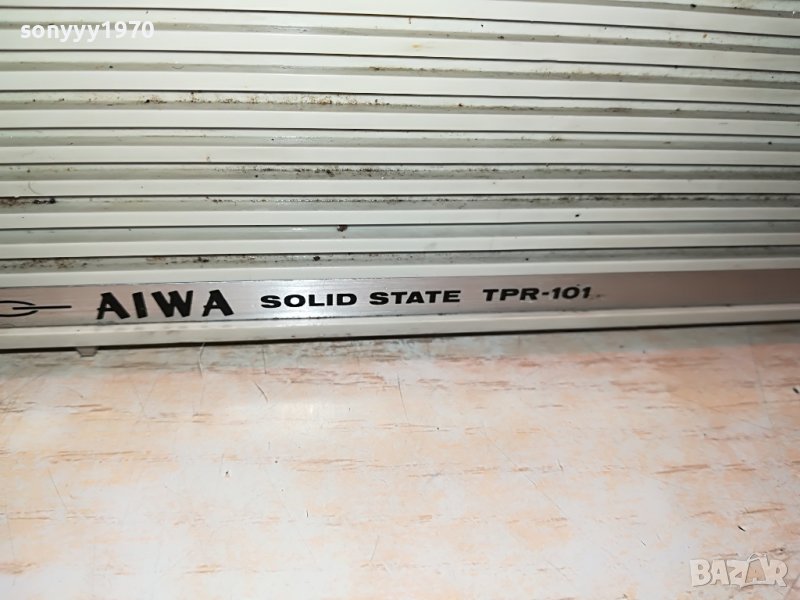 sonyyy1970
AIWA SOLID STATE TPR-101
BAZAR